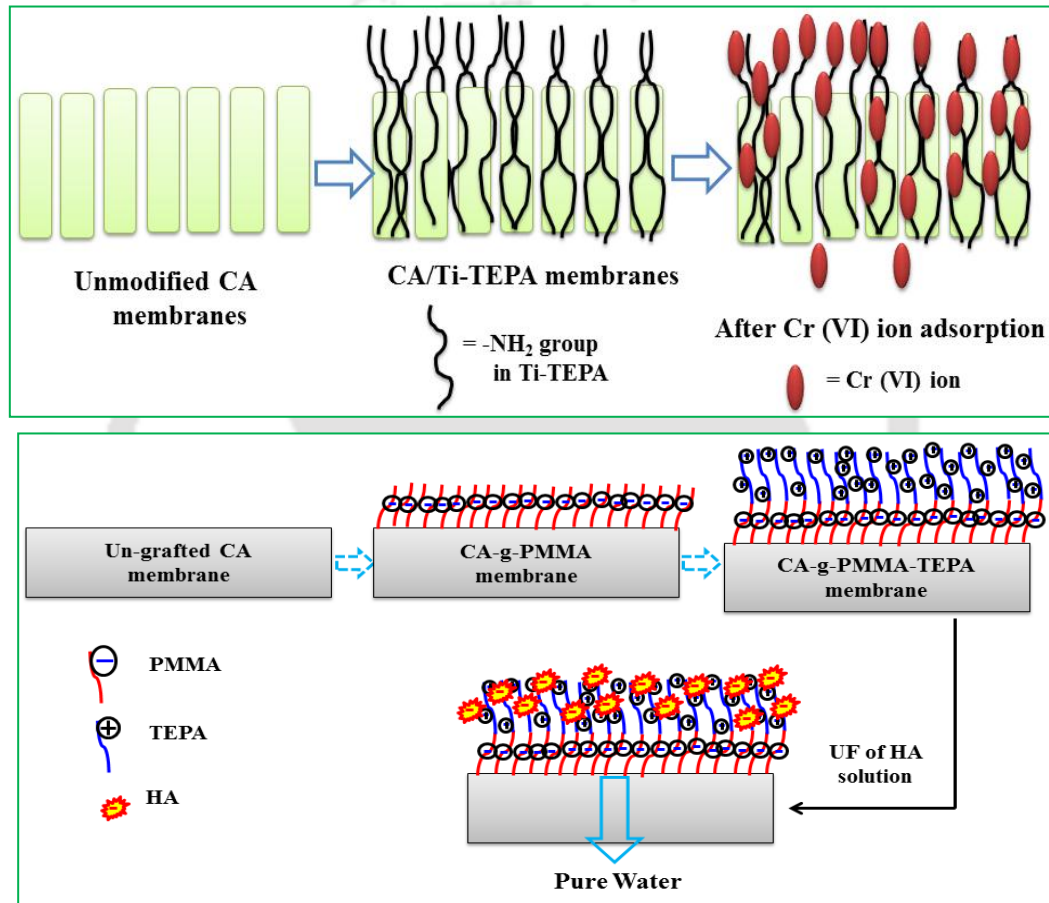 Unmodified CA
membranes
CA/Ti-TEPA membranes
= -NH₂ group
in Ti-TEPA
After Cr (VI) ion adsorption
= Cr (VI) ion
Un-grafted CA
membrane
CA-g-PMMA
membrane
CA-g-PMMA-TEPA
membrane
PMMA
TEPA
HA
UF of HA
solution
Pure Water